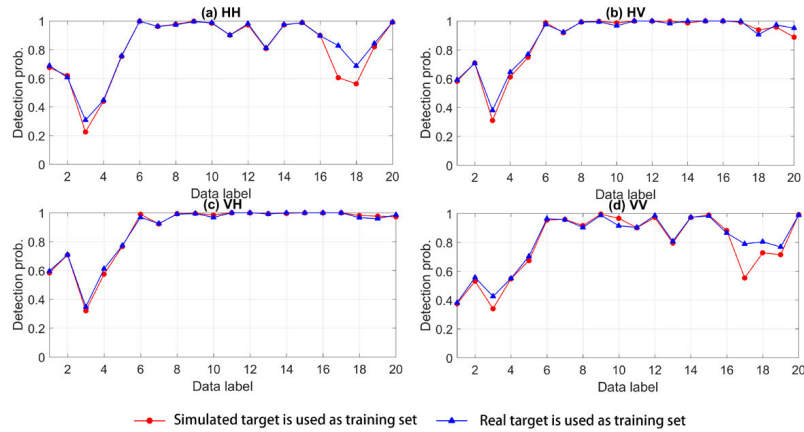 (a) HH
Detection prob.
1
0.8
0.6
0.4
0.2
0
2 4 6 8 10 12 14 16 18 20
Data label
(b) HV
Detection prob.
1
0.8
0.6
0.4
0.2
0
2 4 6 8 10 12 14 16 18 20
Data label
(c) VH
Detection prob.
1
0.8
0.6
0.4
0.2
0
2 4 6 8 10 12 14 16 18 20
Data label
(d) VV
Detection prob.
1
0.8
0.6
0.4
0.2
0
2 4 6 8 10 12 14 16 18 20
Data label
Simulated target is used as training set Real target is used as training set